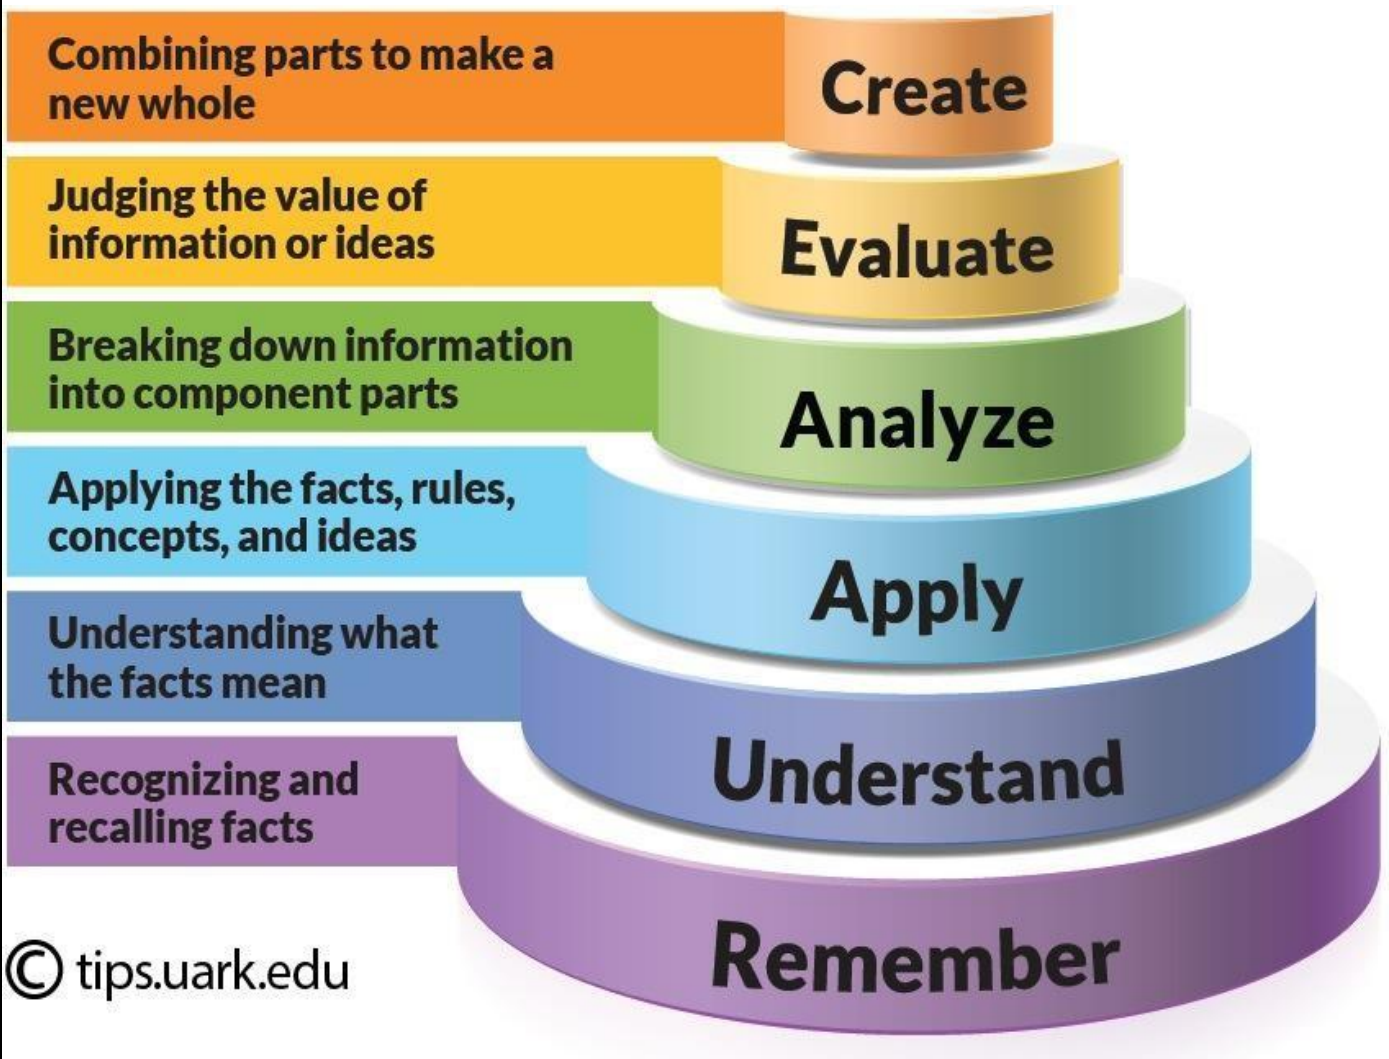 Combining parts to make a
new whole
Create
Judging the value of
information or ideas
Evaluate
Breaking down information
into component parts
Analyze
Applying the facts, rules,
concepts, and ideas
Apply
Understanding what
the facts mean
Understand
Recognizing and
recalling facts
Remember
© tips.uark.edu